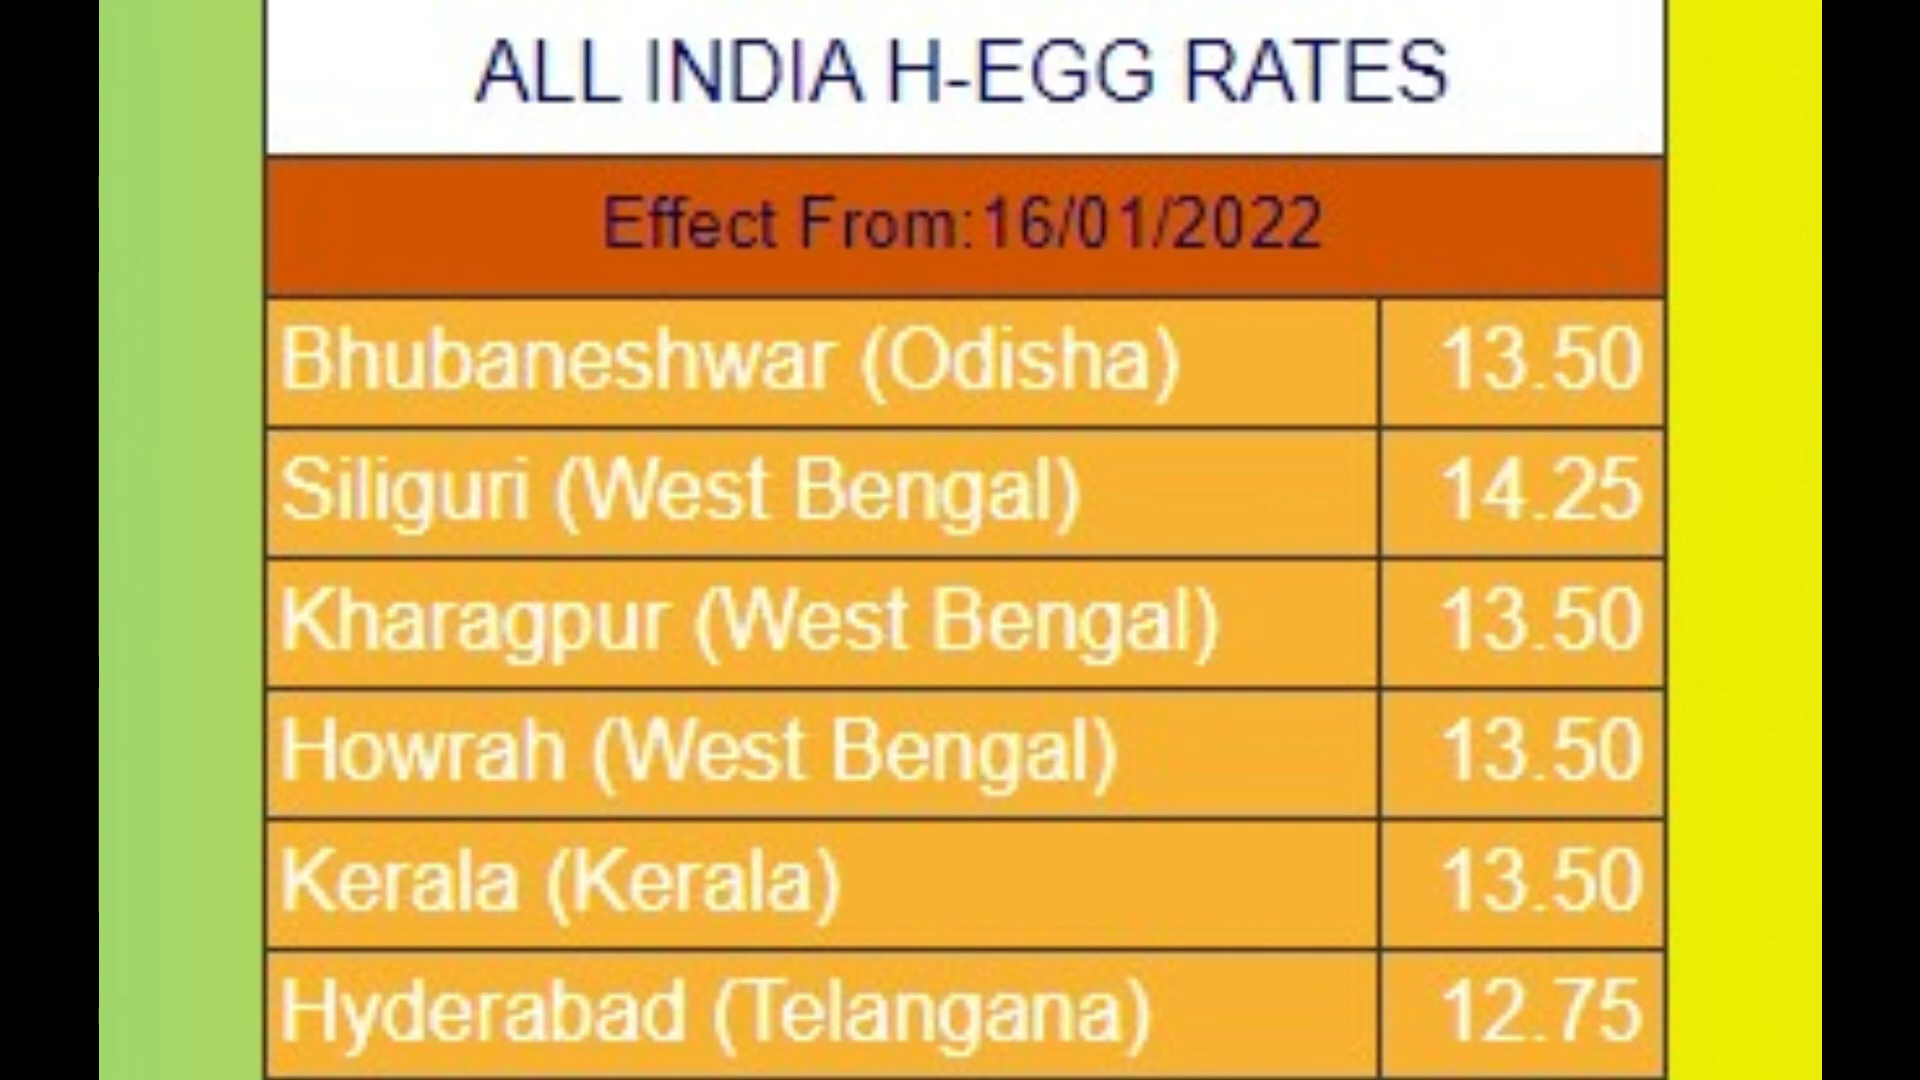 ALL INDIA H-EGG RATES
Effect From:16/01/2022
Bhubaneshwar (Odisha) 13.50
Siliguri (West Bengal) 14.25
Kharagpur (West Bengal) 13.50
Howrah (West Bengal) 13.50
Kerala (Kerala) 13.50
Hyderabad (Telangana) 12.75